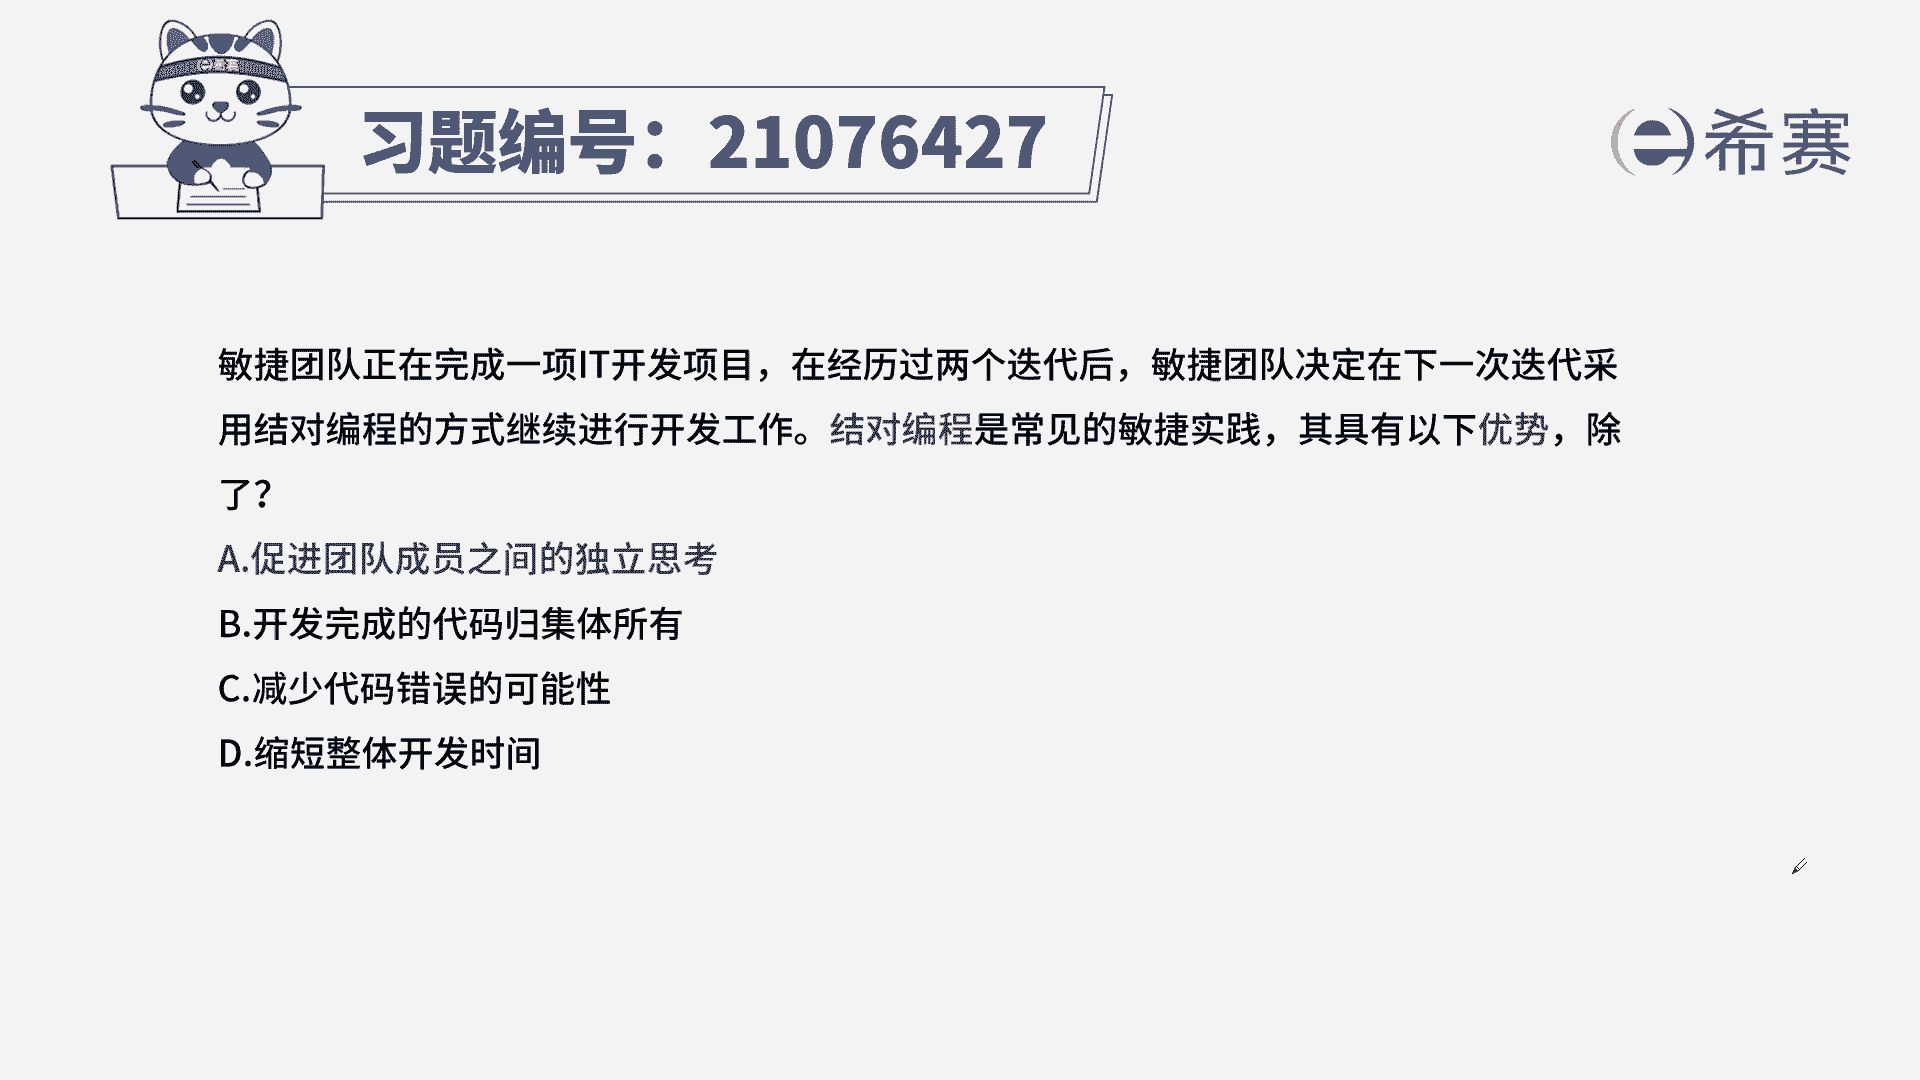 希赛
习题编号：21076427
希赛
敏捷团队正在完成一项IT开发项目，在经历过两个迭代后，敏捷团队决定在下一次迭代采
用结对编程的方式继续进行开发工作。结对编程是常见的敏捷实践，其具有以下优势，除
了？
A.促进团队成员之间的独立思考
B.开发完成的代码归集体所有
C.减少代码错误的可能性
D.缩短整体开发时间